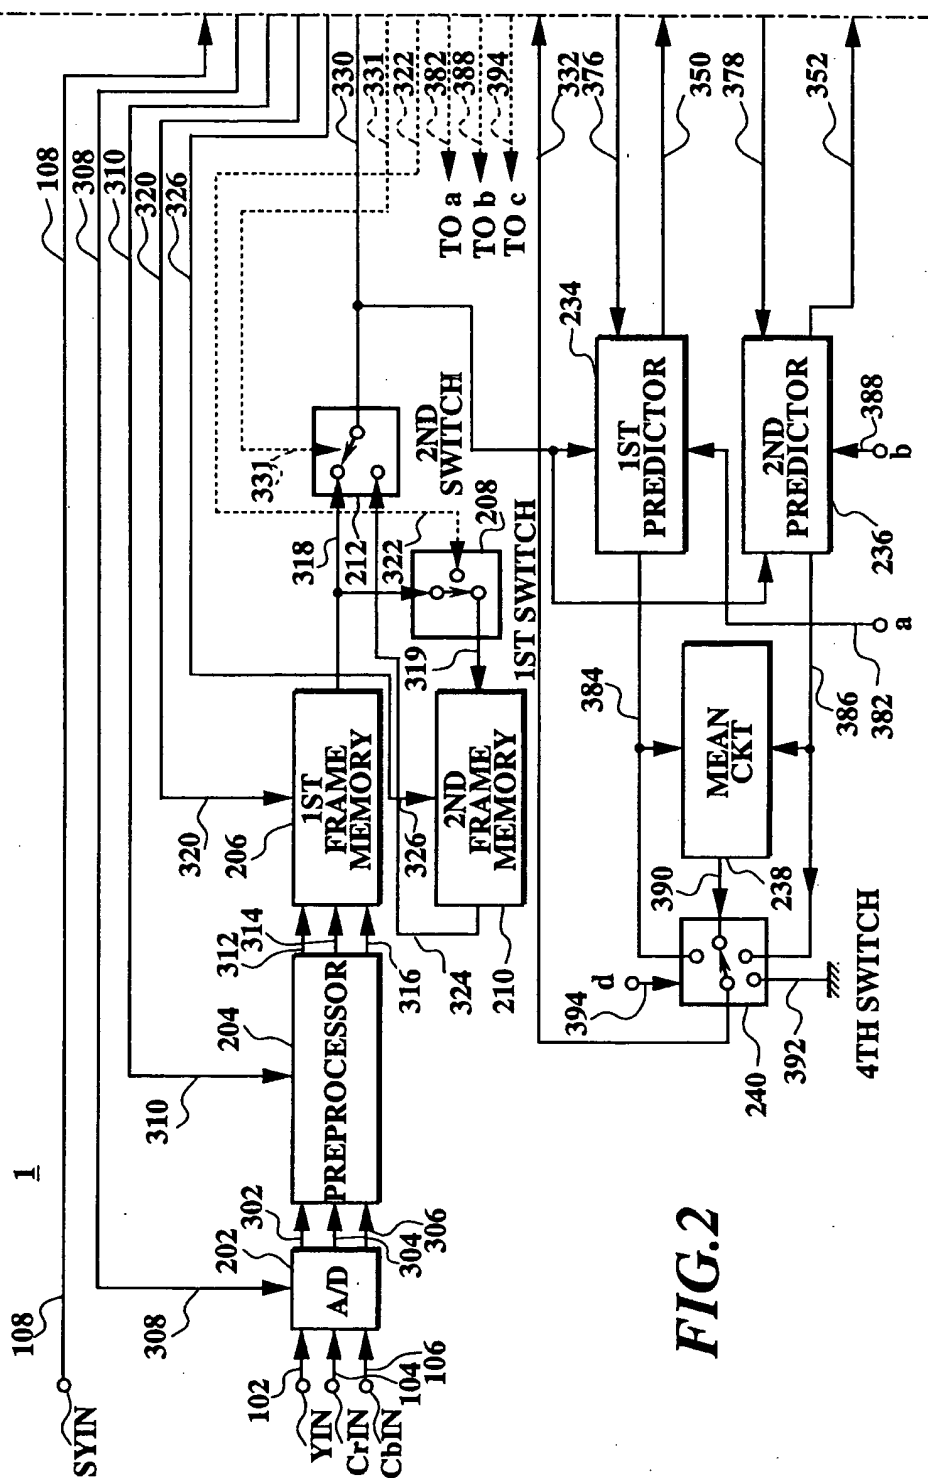 1
SYIN
108
108
308
308
310
310
320
320
326
326
330
331
322
382
388
394
TO a
TO b
TO c
332
376
350
378
352
YIN
CrIN
CbIN
102
104
106
202
A/D
302
304
306
204
PREPROCESSOR
312
314
316
206
1ST
FRAME
MEMORY
318
331
212
2ND
SWITCH
322
208
1ST SWITCH
319
324
210
2ND
FRAME
MEMORY
234
1ST
PREDICTOR
2ND
PREDICTOR
236
388
b
a
382
384
386
MEAN
CKT
238
390
d
394
240
392
4TH SWITCH
FIG.2